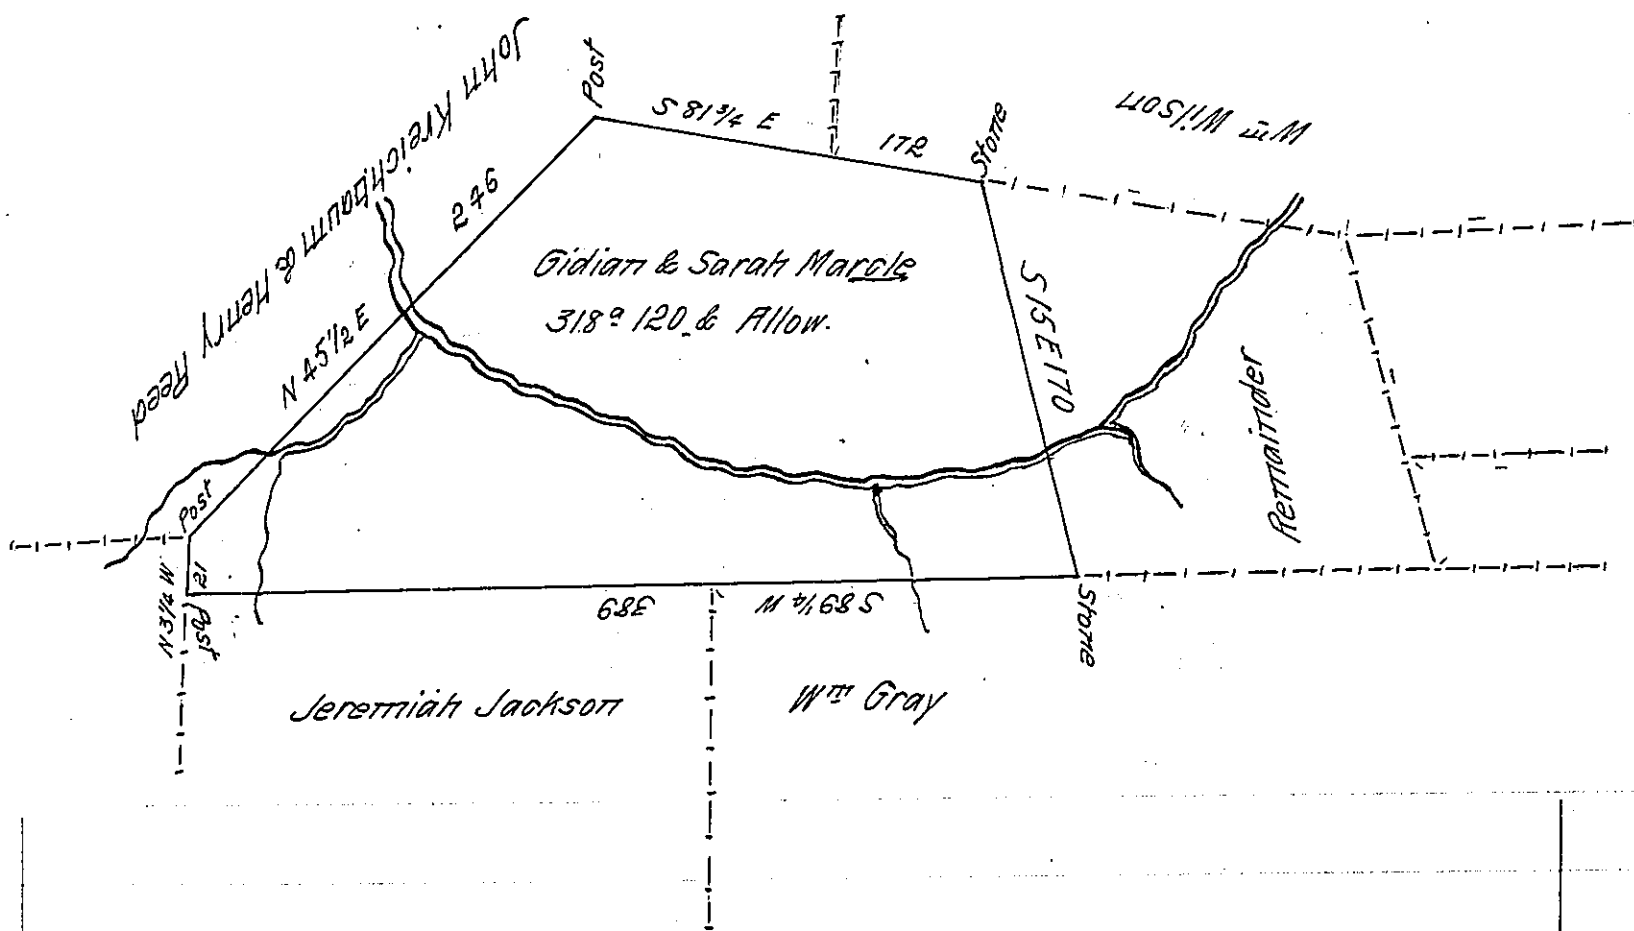 John Kreichbaum & Henry Reed
Post
S 81¾ E
172
Stone
Wm Wilson
246
N 45½ E
Gidian & Sarah Marcle
318a 120 & Allow.
S 15 E 170
Remainder
Post
N 3¼ W
21
Post
389
S 89¼ W
Stone
Jeremiah Jackson
Wm Gray